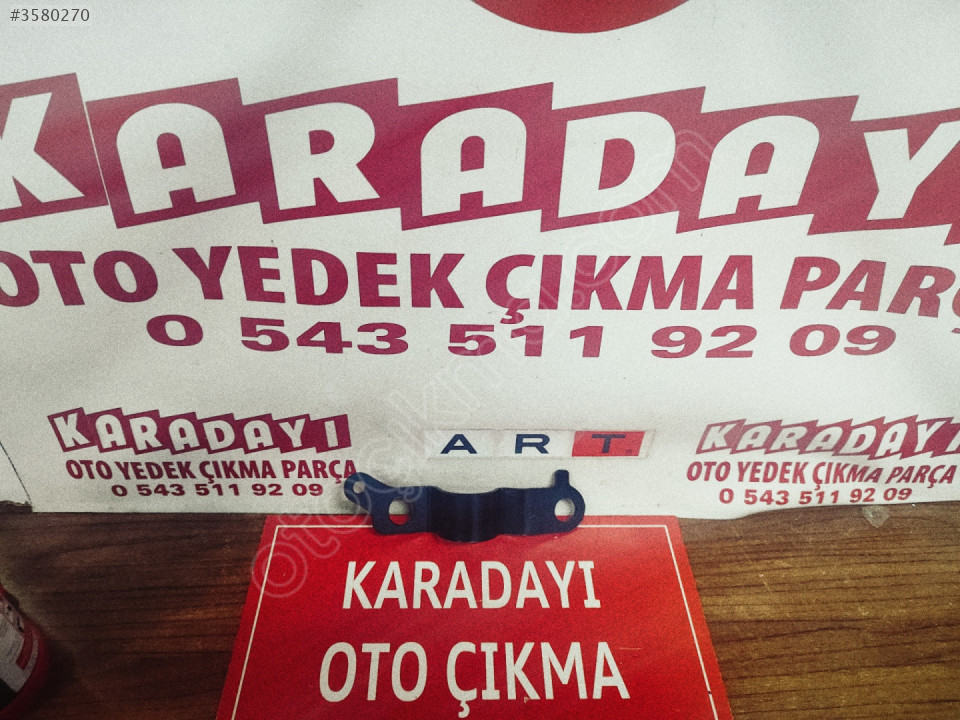 #3580270
KARADAY
OTO YEDEK ÇIKMA PARÇ
0 543 511 92 09
KARADAYI
OTO YEDEK ÇIKMA PARÇA
0 543 511 92 09
ART
KARADAYI
OTO YEDEK ÇIKMA PARÇA
0 543 511 92 09
KARADAYI
OTO ÇIKMA